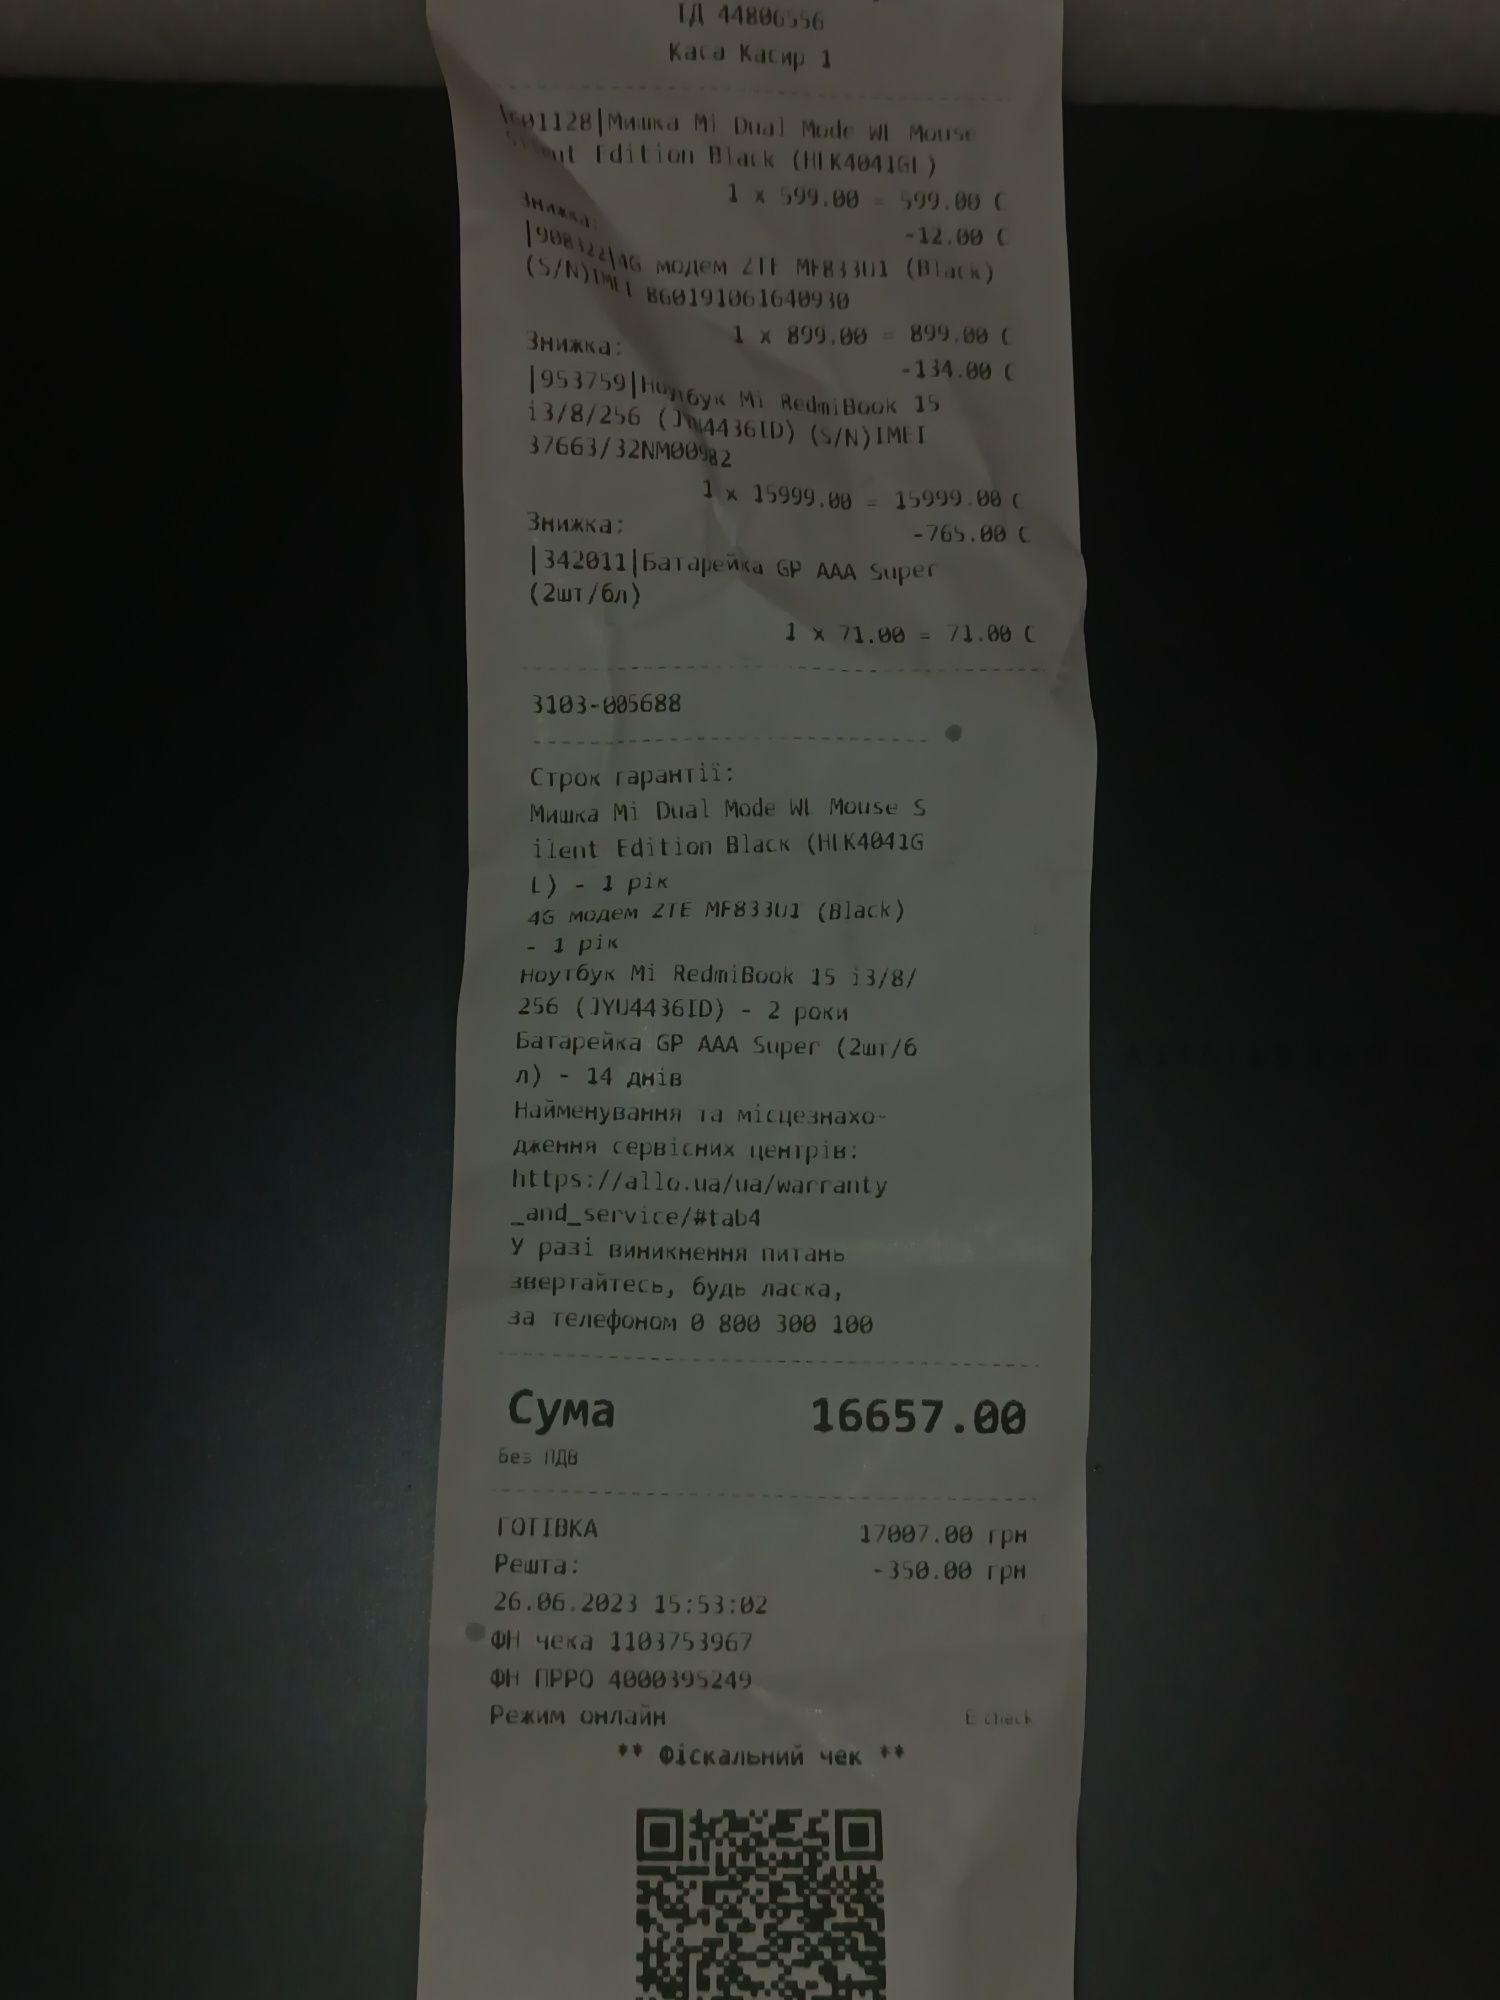 ІД 44806556
Каса Касир 1
601128|Мишка Mi Dual Mode WL Mouse
Silent Edition Black (HLK4041GL)
1 x 599.00 = 599.00 С
Знижка:
-12.00 С
|908322|4G модем ZTE MF833U1 (Black)
(S/N)IMEI 860191061640930
1 x 899.00 = 899.00 С
Знижка:
-134.00 С
|953759|Ноутбук Mi RedmiBook 15
i3/8/256 (JYU4436ID) (S/N)IMEI
37663/32NM00982
1 x 15999.00 = 15999.00 С
Знижка:
-765.00 С
|342011|Батарейка GP AAA Super
(2шт/бл)
1 x 71.00 = 71.00 С
3103-005688
Строк гарантії:
Мишка Mi Dual Mode WL Mouse S
ilent Edition Black (HLK4041G
L) - 1 рік
4G модем ZTE MF833U1 (Black)
- 1 рік
Ноутбук Mi RedmiBook 15 i3/8/
256 (JYU4436ID) - 2 роки
Батарейка GP AAA Super (2шт/б
л) - 14 днів
Найменування та місцезнахо-
дження сервісних центрів:
https://allo.ua/ua/warranty
_and_service/#tab4
У разі виникнення питань
звертайтесь, будь ласка,
за телефоном 0 800 300 100
Сума 16657.00
Без ПДВ
ГОТІВКА 17007.00 грн
Решта: -350.00 грн
26.06.2023 15:53:02
ФН чека 1103753967
ФН ПРРО 4000395249
Режим онлайн E check
** Фіскальний чек **